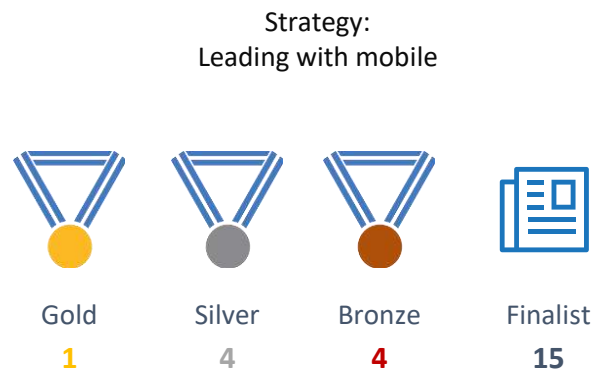 Strategy:
Leading with mobile
Gold Silver Bronze Finalist
1 4 4 15